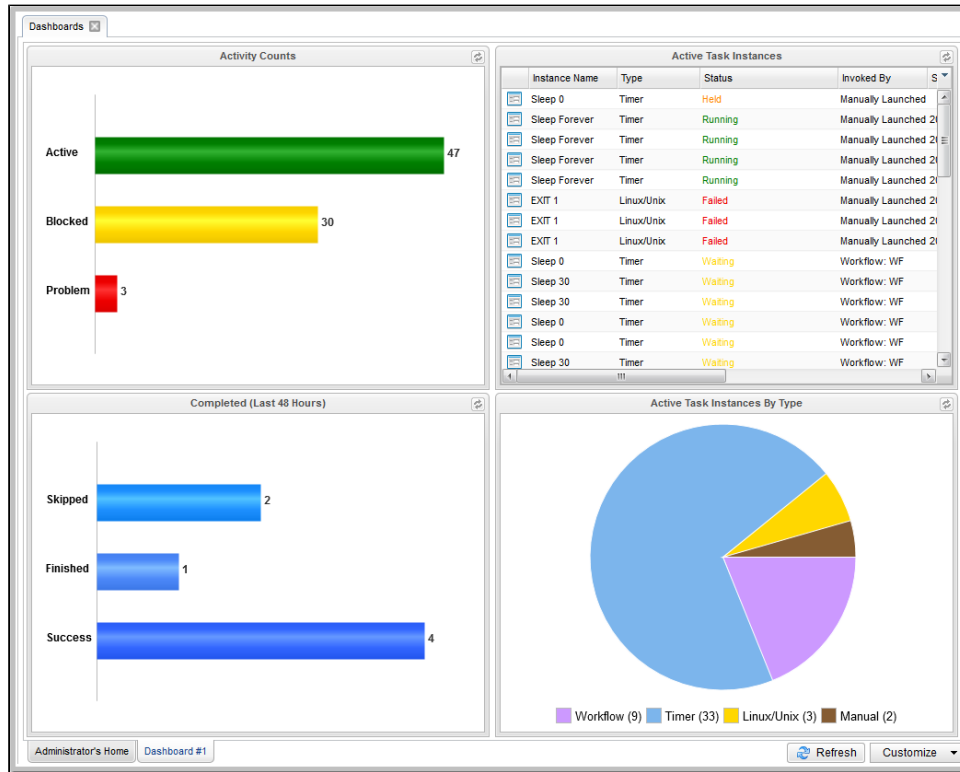 Dashboards
Activity Counts
Active 47
Blocked 30
Problem 3
Active Task Instances
Instance Name Type Status Invoked By S
Sleep 0 Timer Held Manually Launched
Sleep Forever Timer Running Manually Launched 20
Sleep Forever Timer Running Manually Launched 20
Sleep Forever Timer Running Manually Launched 20
Sleep Forever Timer Running Manually Launched 20
EXIT 1 Linux/Unix Failed Manually Launched 20
EXIT 1 Linux/Unix Failed Manually Launched 20
EXIT 1 Linux/Unix Failed Manually Launched 20
Sleep 0 Timer Waiting Workflow: WF
Sleep 30 Timer Waiting Workflow: WF
Sleep 30 Timer Waiting Workflow: WF
Sleep 0 Timer Waiting Workflow: WF
Sleep 0 Timer Waiting Workflow: WF
Sleep 30 Timer Waiting Workflow: WF
Completed (Last 48 Hours)
Skipped 2
Finished 1
Success 4
Active Task Instances By Type
Workflow (9) Timer (33) Linux/Unix (3) Manual (2)
Administrator's Home Dashboard #1 Refresh Customize